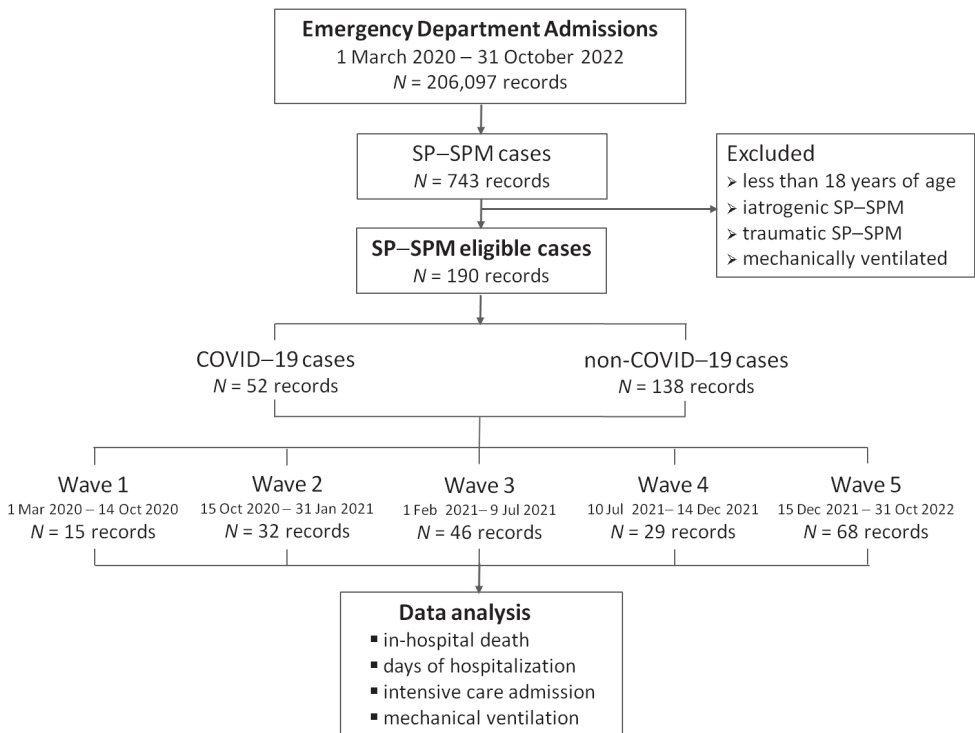 Emergency Department Admissions
1 March 2020 – 31 October 2022
N = 206,097 records
SP–SPM cases
N = 743 records
Excluded
➢ less than 18 years of age
➢ iatrogenic SP–SPM
➢ traumatic SP–SPM
➢ mechanically ventilated
SP–SPM eligible cases
N = 190 records
COVID–19 cases
N = 52 records
non-COVID–19 cases
N = 138 records
Wave 1
1 Mar 2020 – 14 Oct 2020
N = 15 records
Wave 2
15 Oct 2020 – 31 Jan 2021
N = 32 records
Wave 3
1 Feb 2021– 9 Jul 2021
N = 46 records
Wave 4
10 Jul 2021– 14 Dec 2021
N = 29 records
Wave 5
15 Dec 2021 – 31 Oct 2022
N = 68 records
Data analysis
▪ in-hospital death
▪ days of hospitalization
▪ intensive care admission
▪ mechanical ventilation